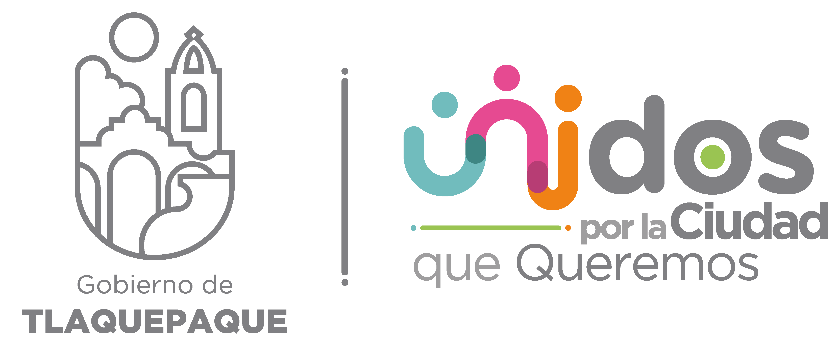 Gobierno de
TLAQUEPAQUE
Unidos
por la Ciudad
que Queremos